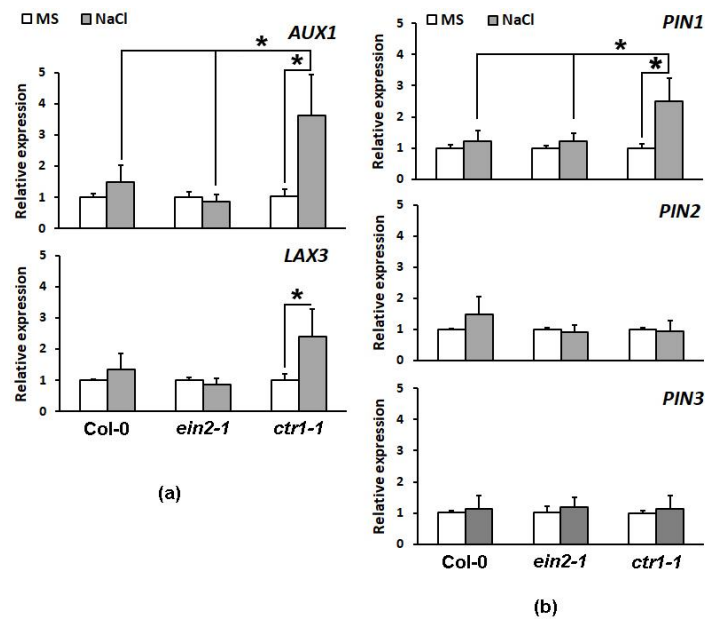 MS NaCl
AUX1
*
*
Relative expression
5
4
3
2
1
0
LAX3
*
Relative expression
5
4
3
2
1
0
Col-0 ein2-1 ctr1-1
(a)
MS NaCl
PIN1
*
*
Relative expression
5
4
3
2
1
0
PIN2
Relative expression
5
4
3
2
1
0
PIN3
Relative expression
5
4
3
2
1
0
Col-0 ein2-1 ctr1-1
(b)